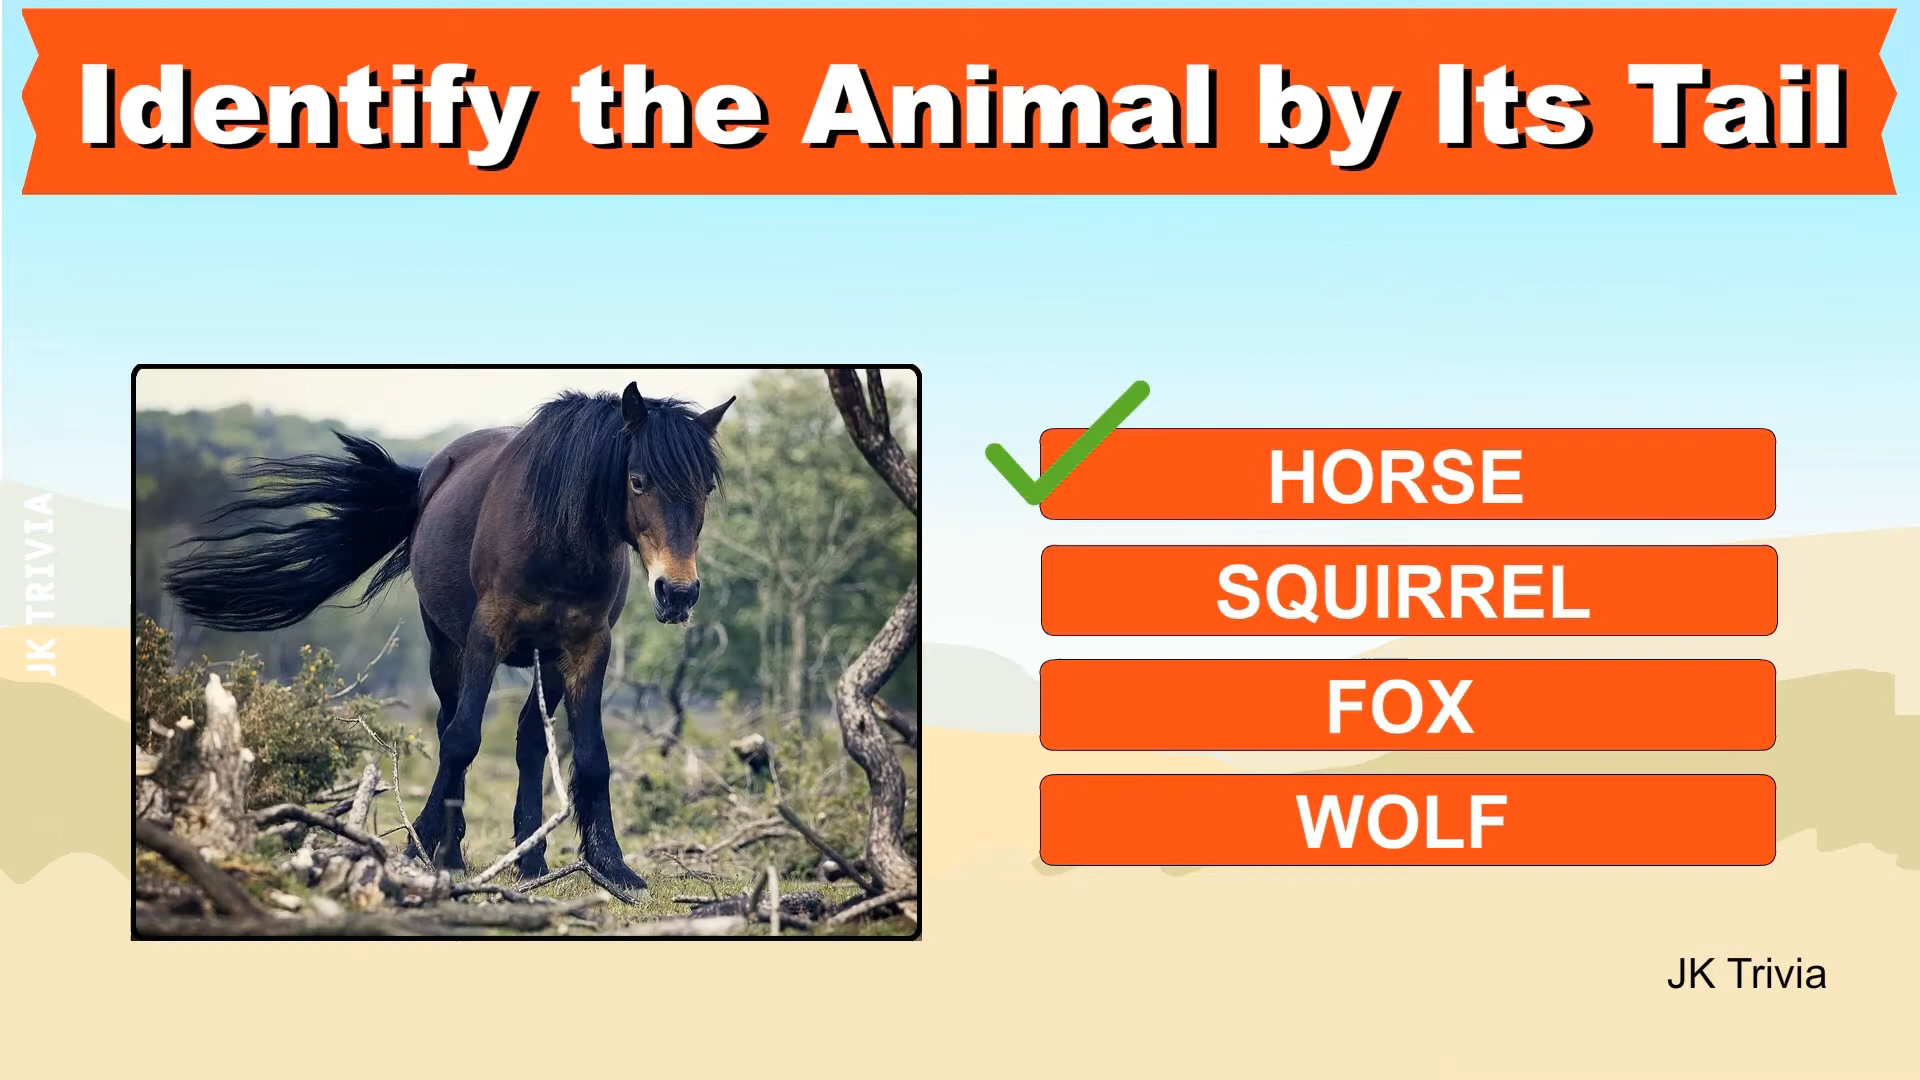 Identify the Animal by Its Tail
JK TRIVIA
HORSE
SQUIRREL
FOX
WOLF
JK Trivia